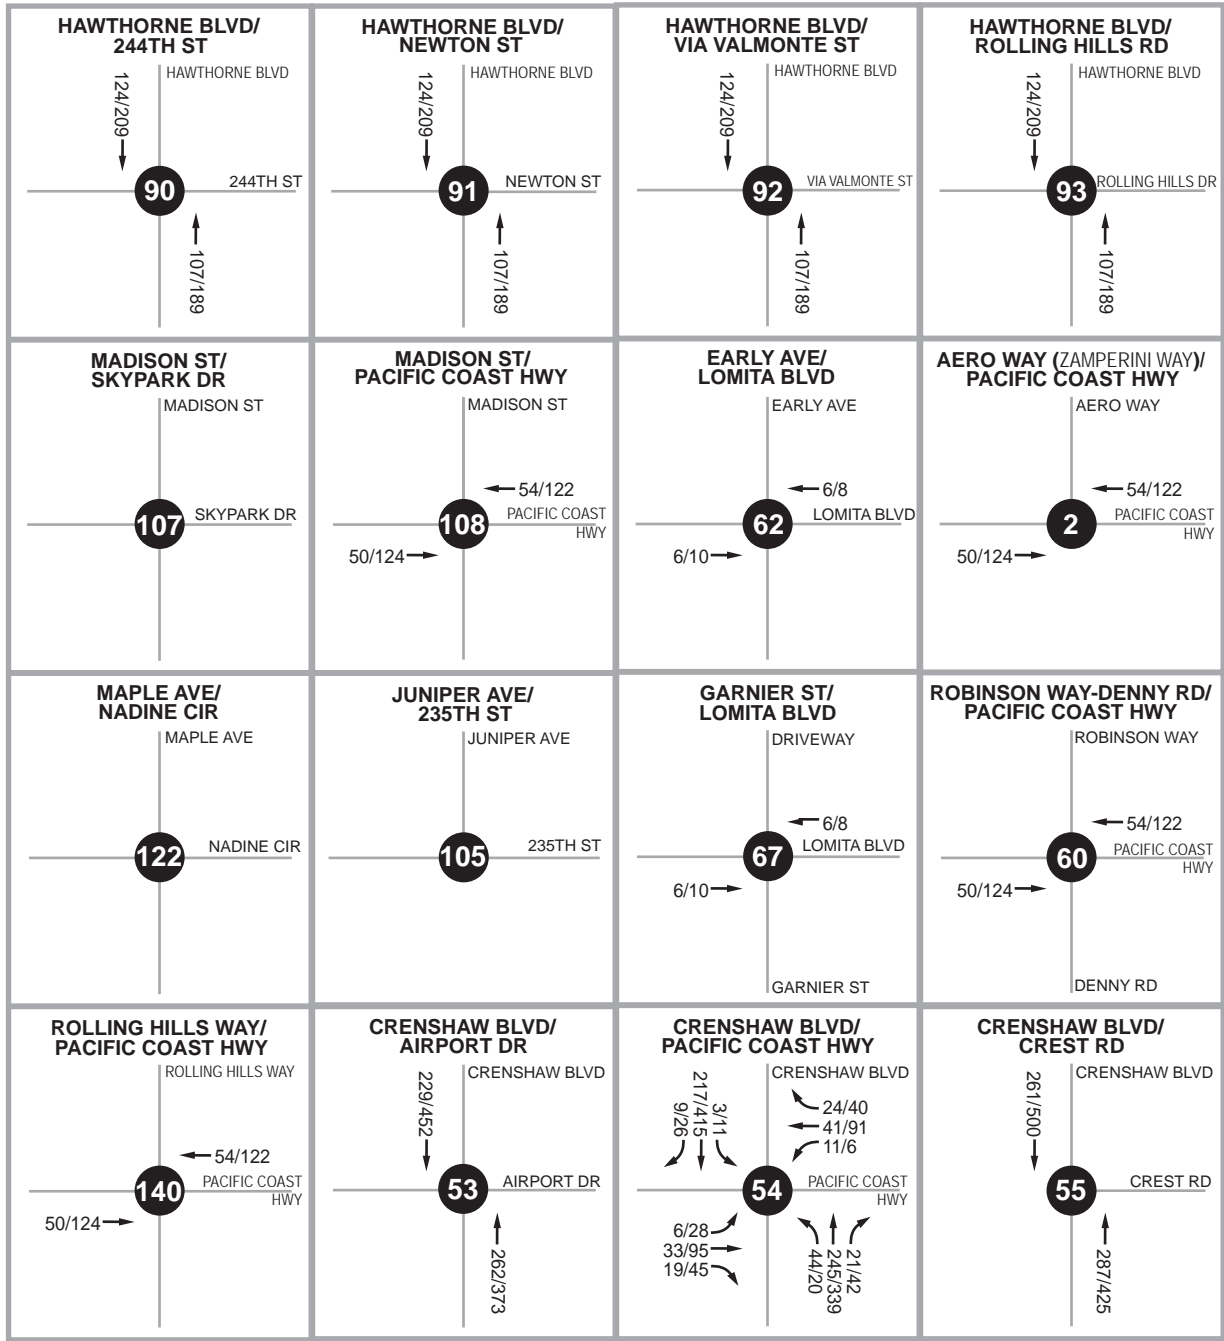 HAWTHORNE BLVD/
244TH ST
HAWTHORNE BLVD
124/209
90
244TH ST
107/189
HAWTHORNE BLVD/
NEWTON ST
HAWTHORNE BLVD
124/209
91
NEWTON ST
107/189
HAWTHORNE BLVD/
VIA VALMONTE ST
HAWTHORNE BLVD
124/209
92
VIA VALMONTE ST
107/189
HAWTHORNE BLVD/
ROLLING HILLS RD
HAWTHORNE BLVD
124/209
93
ROLLING HILLS DR
107/189
MADISON ST/
SKYPARK DR
MADISON ST
107
SKYPARK DR
MADISON ST/
PACIFIC COAST HWY
MADISON ST
54/122
108
PACIFIC COAST
HWY
50/124
EARLY AVE/
LOMITA BLVD
EARLY AVE
6/8
62
LOMITA BLVD
6/10
AERO WAY (ZAMPERINI WAY)/
PACIFIC COAST HWY
AERO WAY
54/122
2
PACIFIC COAST
HWY
50/124
MAPLE AVE/
NADINE CIR
MAPLE AVE
122
NADINE CIR
JUNIPER AVE/
235TH ST
JUNIPER AVE
105
235TH ST
GARNIER ST/
LOMITA BLVD
DRIVEWAY
6/8
67
LOMITA BLVD
6/10
GARNIER ST
ROBINSON WAY-DENNY RD/
PACIFIC COAST HWY
ROBINSON WAY
54/122
60
PACIFIC COAST
HWY
50/124
DENNY RD
ROLLING HILLS WAY/
PACIFIC COAST HWY
ROLLING HILLS WAY
54/122
140
PACIFIC COAST
HWY
50/124
CRENSHAW BLVD/
AIRPORT DR
CRENSHAW BLVD
229/452
53
AIRPORT DR
262/373
CRENSHAW BLVD/
PACIFIC COAST HWY
CRENSHAW BLVD
9/26
217/415
3/11
24/40
41/91
11/6
54
PACIFIC COAST
HWY
6/28
33/95
19/45
44/20
245/339
21/42
CRENSHAW BLVD/
CREST RD
CRENSHAW BLVD
261/500
55
CREST RD
287/425